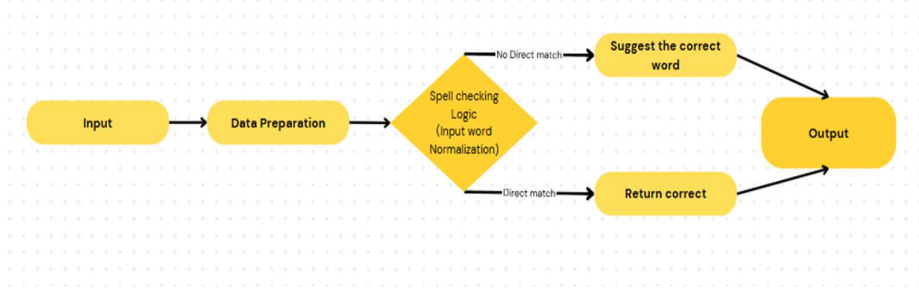 Input
Data Preparation
Spell checking
Logic
(Input word
Normalization)
No Direct match
Suggest the correct
word
Direct match
Return correct
Output